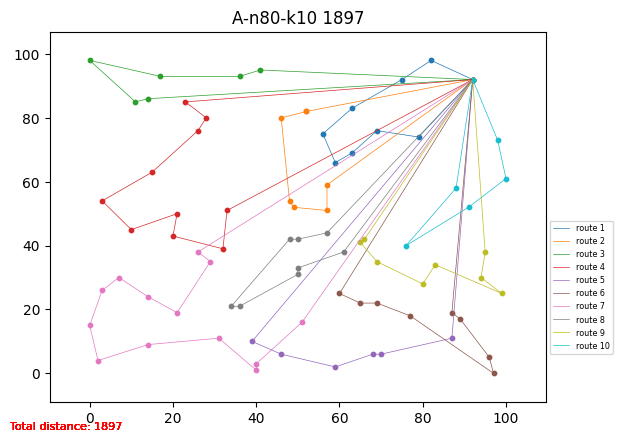 A-n80-k10 1897
100
80
60
40
20
0
0 20 40 60 80 100
route 1
route 2
route 3
route 4
route 5
route 6
route 7
route 8
route 9
route 10
Total distance: 1897